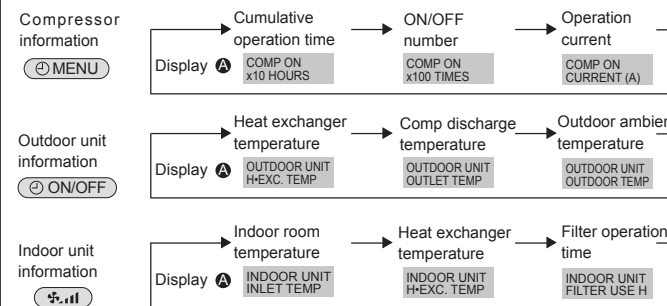 Compressor
information
MENU
Cumulative
operation time
ON/OFF
number
Operation
current
Display A
COMP ON
x10 HOURS
COMP ON
x100 TIMES
COMP ON
CURRENT (A)
Outdoor unit
information
ON/OFF
Heat exchanger
temperature
Comp discharge
temperature
Outdoor ambien
temperature
Display A
OUTDOOR UNIT
H•EXC. TEMP
OUTDOOR UNIT
OUTLET TEMP
OUTDOOR UNIT
OUTDOOR TEMP
Indoor unit
information
Indoor room
temperature
Heat exchanger
temperature
Filter operation
time
Display A
INDOOR UNIT
INLET TEMP
INDOOR UNIT
H•EXC. TEMP
INDOOR UNIT
FILTER USE H